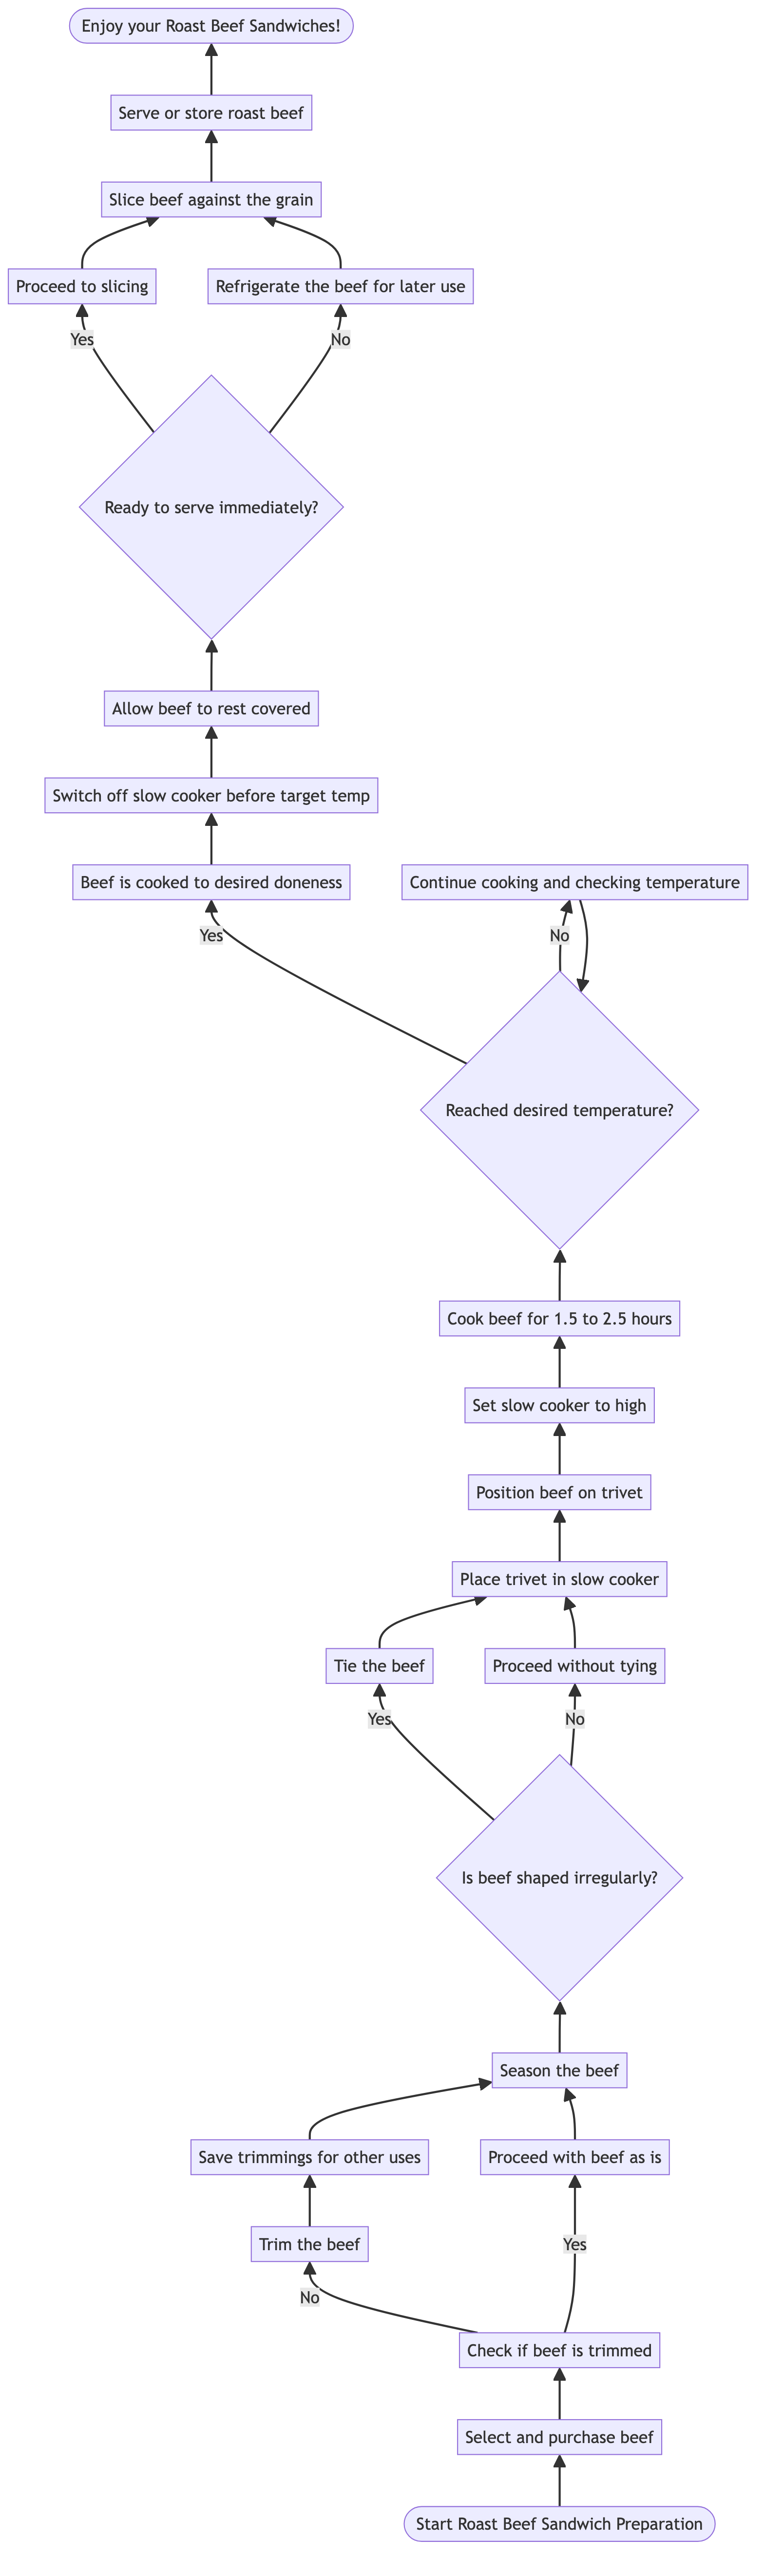 Enjoy your Roast Beef Sandwiches!
Serve or store roast beef
Slice beef against the grain
Proceed to slicing
Refrigerate the beef for later use
Yes
No
Ready to serve immediately?
Allow beef to rest covered
Switch off slow cooker before target temp
Beef is cooked to desired doneness
Continue cooking and checking temperature
Yes
No
Reached desired temperature?
Cook beef for 1.5 to 2.5 hours
Set slow cooker to high
Position beef on trivet
Place trivet in slow cooker
Tie the beef
Proceed without tying
Yes
No
Is beef shaped irregularly?
Season the beef
Save trimmings for other uses
Proceed with beef as is
Trim the beef
Yes
No
Check if beef is trimmed
Select and purchase beef
Start Roast Beef Sandwich Preparation